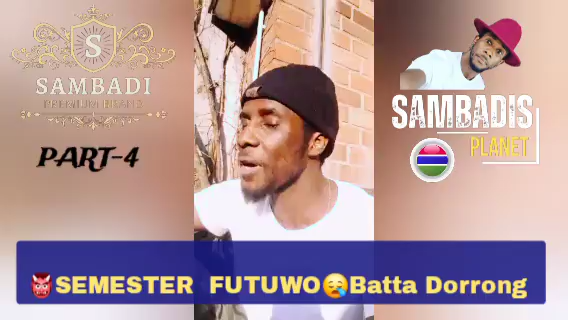 S
SAMBADI
PREMIUM BEATS
PART-4
SAMBADIS
PLANET
👹SEMESTER FUTUWO😪Batta Dorrong